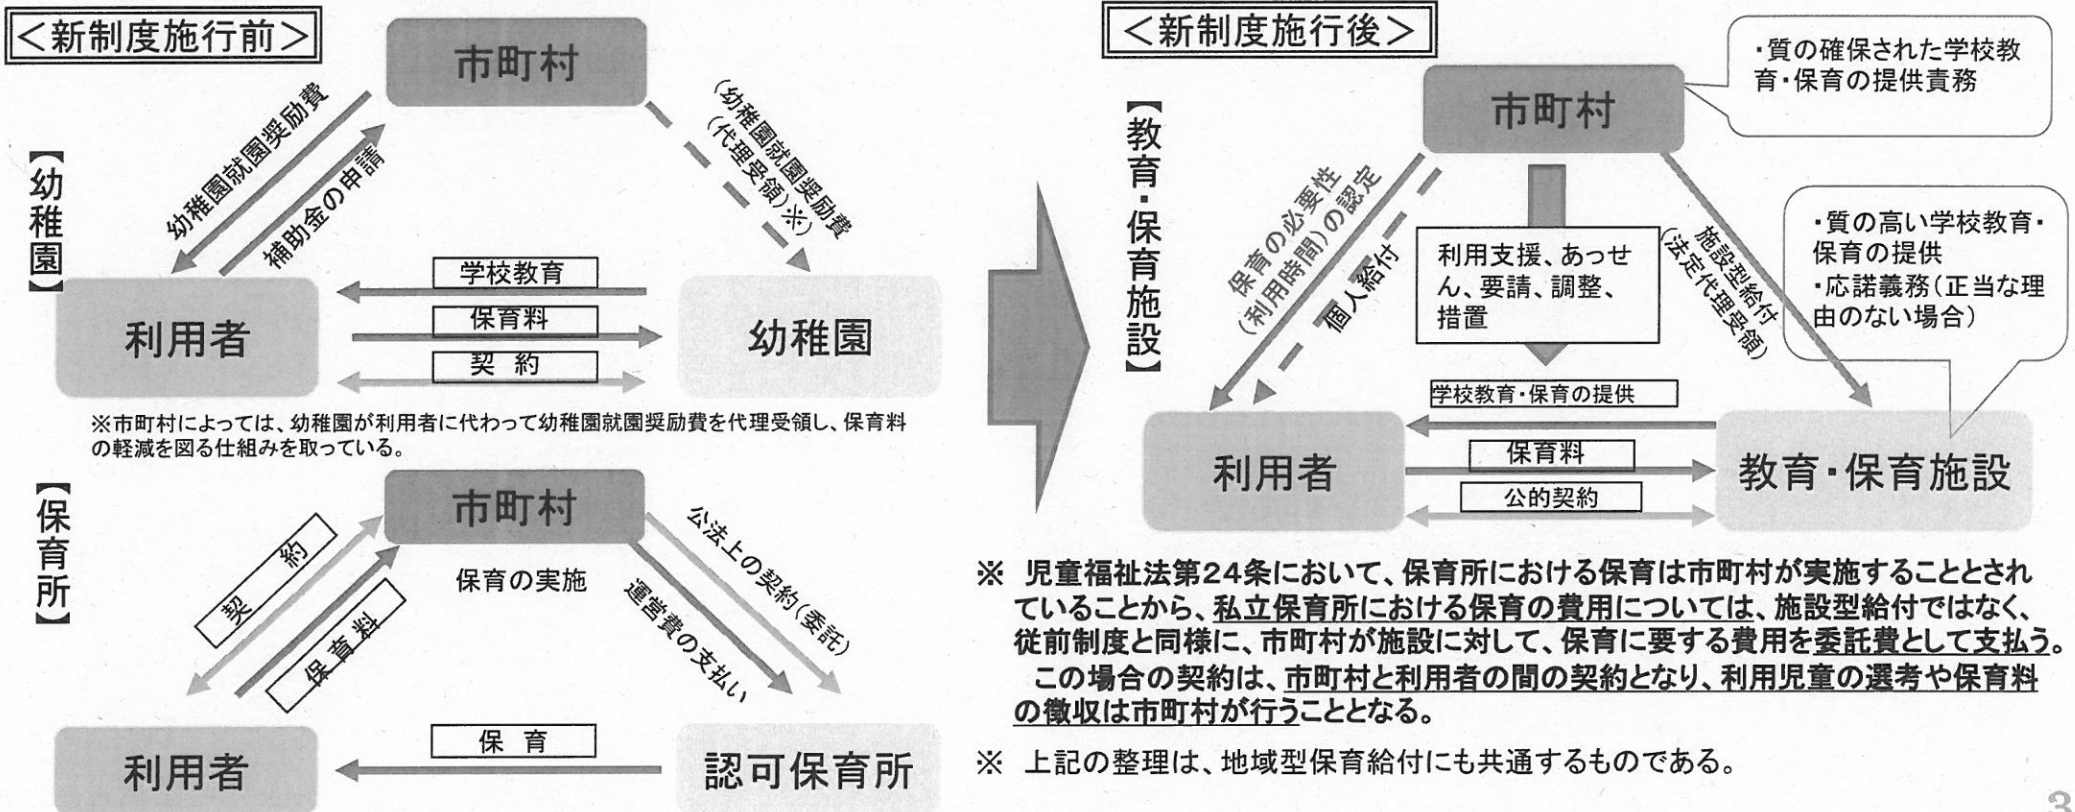 ＜新制度施行前＞
【幼稚園】
市町村
幼稚園就園奨励費
補助金の申請
(幼稚園就園奨励費
(代理受領)※)
利用者
学校教育
保育料
契 約
幼稚園
※市町村によっては、幼稚園が利用者に代わって幼稚園就園奨励費を代理受領し、保育料
の軽減を図る仕組みを取っている。
【保育所】
市町村
契 約
保育料
保育の実施
公法上の契約(委託)
運営費の支払い
利用者
保 育
認可保育所
＜新制度施行後＞
【教育・保育施設】
市町村
・質の確保された学校教
育・保育の提供責務
保育の必要性
(利用時間)の認定
個人給付
利用支援、あっせ
ん、要請、調整、
措置
施設型給付
(法定代理受領)
・質の高い学校教育・
保育の提供
・応諾義務(正当な理
由のない場合)
学校教育・保育の提供
保育料
公的契約
利用者
教育・保育施設
※ 児童福祉法第24条において、保育所における保育は市町村が実施することとされ
ていることから、私立保育所における保育の費用については、施設型給付ではなく、
従前制度と同様に、市町村が施設に対して、保育に要する費用を委託費として支払う。
この場合の契約は、市町村と利用者の間の契約となり、利用児童の選考や保育料
の徴収は市町村が行うこととなる。
※ 上記の整理は、地域型保育給付にも共通するものである。
3